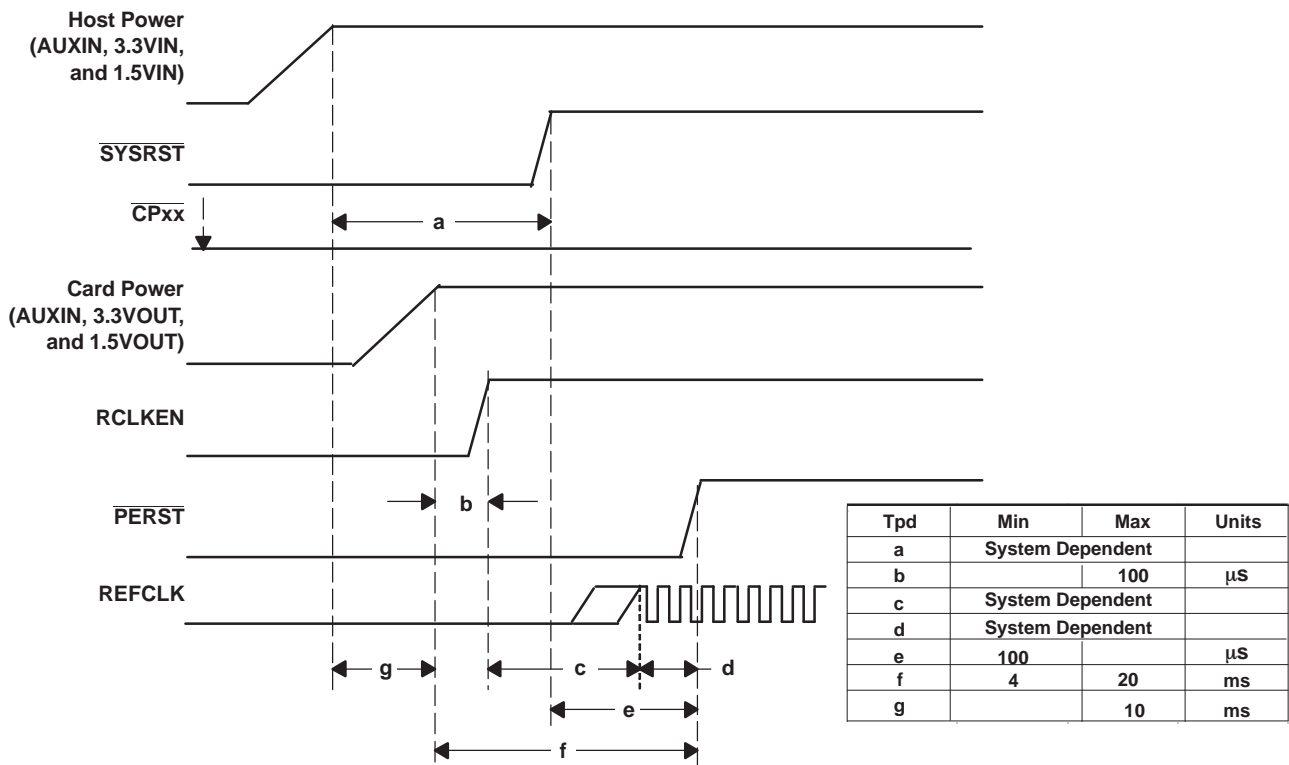 Host Power
(AUXIN, 3.3VIN,
and 1.5VIN)
SYSRST
CPxx
a
Card Power
(AUXIN, 3.3VOUT,
and 1.5VOUT)
RCLKEN
b
PERST
REFCLK
g
c
d
e
f
Tpd Min Max Units
a System Dependent
b 100 μs
c System Dependent
d System Dependent
e 100 μs
f 4 20 ms
g 10 ms